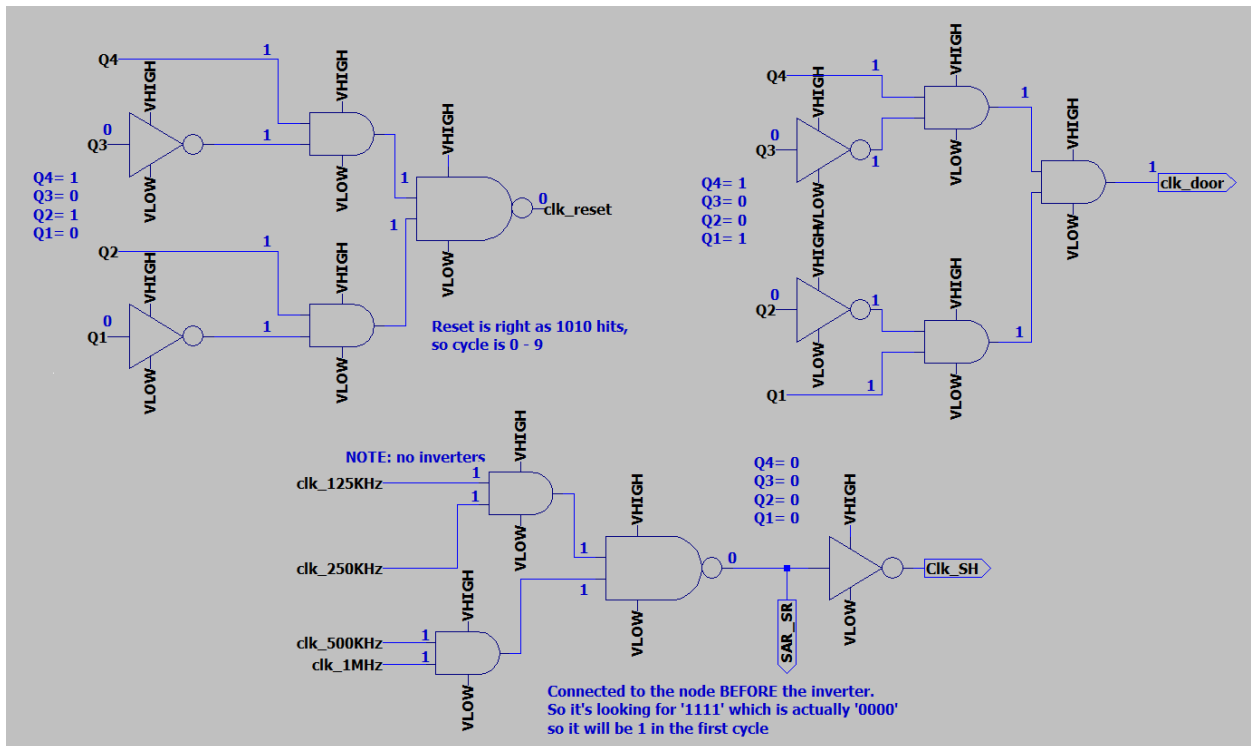 Q4
1
VHIGH
0
Q3
VHIGH
1
VLOW
VLOW
Q4= 1
Q3= 0
Q2= 1
Q1= 0
1
1
VHIGH
0
clk_reset
VLOW
Q2
1
VHIGH
0
Q1
VHIGH
1
VLOW
VLOW
Reset is right as 1010 hits,
so cycle is 0 - 9
Q4
1
VHIGH
VHIGH
0
Q3
1
VLOW
VLOW
1
Q4= 1
Q3= 0
Q2= 0
Q1= 1
VHIGH
1
clk_door
VLOW
VHIGH
0
Q2
1
VHIGH
VLOW
VLOW
1
Q1
1
NOTE: no inverters
clk_125KHz
1
1
VHIGH
VLOW
clk_250KHz
1
1
VHIGH
0
VLOW
clk_500KHz
1
clk_1MHz
1
VHIGH
VLOW
Q4= 0
Q3= 0
Q2= 0
Q1= 0
VHIGH
VLOW
Clk_SH
SAR_SR
Connected to the node BEFORE the inverter.
So it's looking for '1111' which is actually '0000'
so it will be 1 in the first cycle